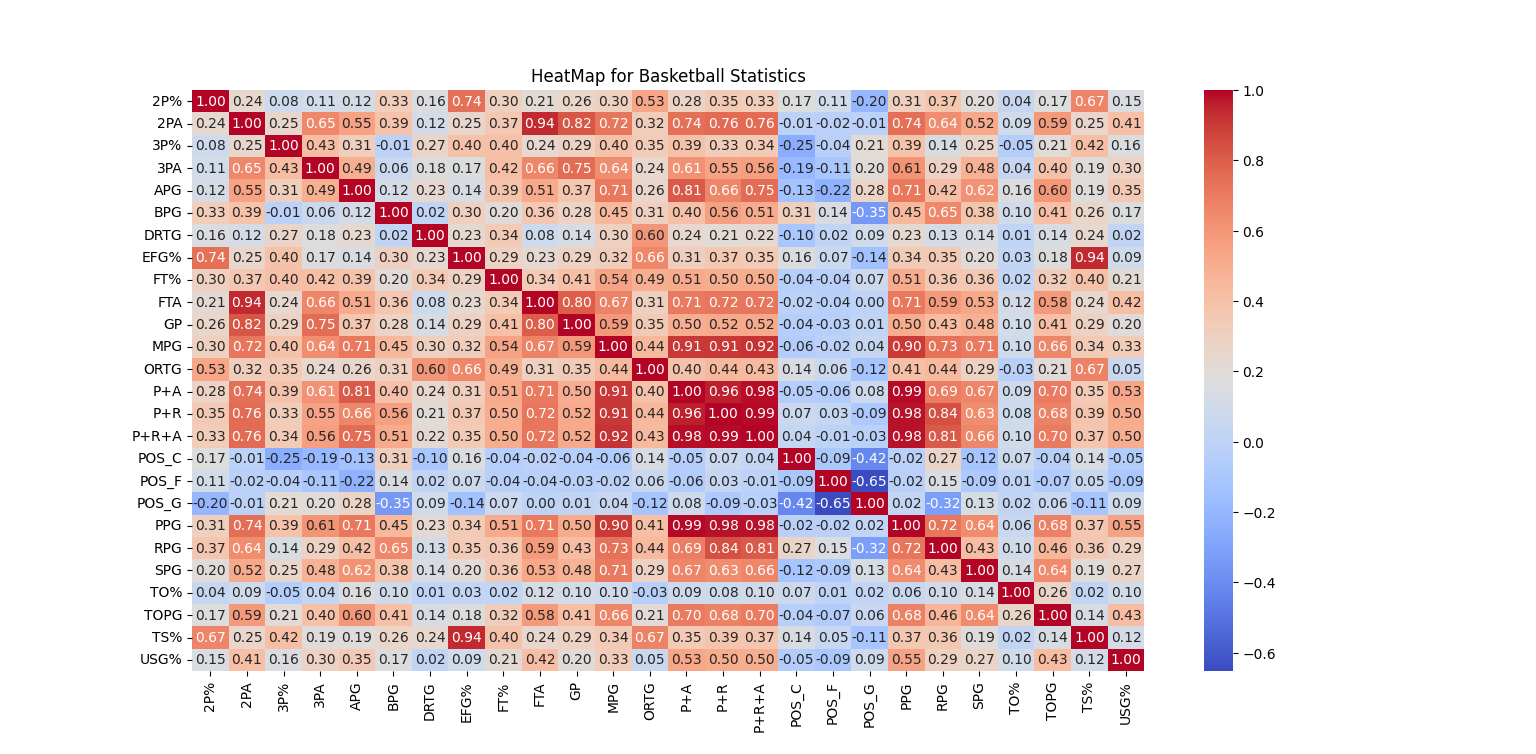 HeatMap for Basketball Statistics
2P% 1.00 0.24 0.08 0.11 0.12 0.33 0.16 0.74 0.30 0.21 0.26 0.30 0.53 0.28 0.35 0.33 0.17 0.11 -0.20 0.31 0.37 0.20 0.04 0.17 0.67 0.15
2PA 0.24 1.00 0.25 0.65 0.55 0.39 0.12 0.25 0.37 0.94 0.82 0.72 0.32 0.74 0.76 0.76 -0.01 -0.02 -0.01 0.74 0.64 0.52 0.09 0.59 0.25 0.41
3P% 0.08 0.25 1.00 0.43 0.31 -0.01 0.27 0.40 0.40 0.24 0.29 0.40 0.35 0.39 0.33 0.34 -0.25 -0.04 0.21 0.39 0.14 0.25 -0.05 0.21 0.42 0.16
3PA 0.11 0.65 0.43 1.00 0.49 0.06 0.18 0.17 0.42 0.66 0.75 0.64 0.24 0.61 0.55 0.56 -0.19 -0.11 0.20 0.61 0.29 0.48 0.04 0.40 0.19 0.30
APG 0.12 0.55 0.31 0.49 1.00 0.12 0.23 0.14 0.39 0.51 0.37 0.71 0.26 0.81 0.66 0.75 -0.13 -0.22 0.28 0.71 0.42 0.62 0.16 0.60 0.19 0.35
BPG 0.33 0.39 -0.01 0.06 0.12 1.00 0.02 0.30 0.20 0.36 0.28 0.45 0.31 0.40 0.56 0.51 0.31 0.14 -0.35 0.45 0.65 0.38 0.10 0.41 0.26 0.17
DRTG 0.16 0.12 0.27 0.18 0.23 0.02 1.00 0.23 0.34 0.08 0.14 0.30 0.60 0.24 0.21 0.22 -0.10 0.02 0.09 0.23 0.13 0.14 0.01 0.14 0.24 0.02
EFG% 0.74 0.25 0.40 0.17 0.14 0.30 0.23 1.00 0.29 0.23 0.29 0.32 0.66 0.31 0.37 0.35 0.16 0.07 -0.14 0.34 0.35 0.20 0.03 0.18 0.94 0.09
FT% 0.30 0.37 0.40 0.42 0.39 0.20 0.34 0.29 1.00 0.34 0.41 0.54 0.49 0.51 0.50 0.50 -0.04 -0.04 0.07 0.51 0.36 0.36 0.02 0.32 0.40 0.21
FTA 0.21 0.94 0.24 0.66 0.51 0.36 0.08 0.23 0.34 1.00 0.80 0.67 0.31 0.71 0.72 0.72 -0.02 -0.04 0.00 0.71 0.59 0.53 0.12 0.58 0.24 0.42
GP 0.26 0.82 0.29 0.75 0.37 0.28 0.14 0.29 0.41 0.80 1.00 0.59 0.35 0.50 0.52 0.52 -0.04 -0.03 0.01 0.50 0.43 0.48 0.10 0.41 0.29 0.20
MPG 0.30 0.72 0.40 0.64 0.71 0.45 0.30 0.32 0.54 0.67 0.59 1.00 0.44 0.91 0.91 0.92 -0.06 -0.02 0.04 0.90 0.73 0.71 0.10 0.66 0.34 0.33
ORTG 0.53 0.32 0.35 0.24 0.26 0.31 0.60 0.66 0.49 0.31 0.35 0.44 1.00 0.40 0.44 0.43 0.14 0.06 -0.12 0.41 0.44 0.29 -0.03 0.21 0.67 0.05
P+A 0.28 0.74 0.39 0.61 0.81 0.40 0.24 0.31 0.51 0.71 0.50 0.91 0.40 1.00 0.96 0.98 -0.05 -0.06 0.08 0.99 0.69 0.67 0.09 0.70 0.35 0.53
P+R 0.35 0.76 0.33 0.55 0.66 0.56 0.21 0.37 0.50 0.72 0.52 0.91 0.44 0.96 1.00 0.99 0.07 0.03 -0.09 0.98 0.84 0.63 0.08 0.68 0.39 0.50
P+R+A 0.33 0.76 0.34 0.56 0.75 0.51 0.22 0.35 0.50 0.72 0.52 0.92 0.43 0.98 0.99 1.00 0.04 -0.01 -0.03 0.98 0.81 0.66 0.10 0.70 0.37 0.50
POS_C 0.17 -0.01 -0.25 -0.19 -0.13 0.31 -0.10 0.16 -0.04 -0.02 -0.04 -0.06 0.14 -0.05 0.07 0.04 1.00 -0.09 -0.42 -0.02 0.27 -0.12 0.07 -0.04 0.14 -0.05
POS_F 0.11 -0.02 -0.04 -0.11 -0.22 0.14 0.02 0.07 -0.04 -0.04 -0.03 -0.02 0.06 -0.06 0.03 -0.01 -0.09 1.00 -0.65 -0.02 0.15 -0.09 0.01 -0.07 0.05 -0.09
POS_G -0.20 -0.01 0.21 0.20 0.28 -0.35 0.09 -0.14 0.07 0.00 0.01 0.04 -0.12 0.08 -0.09 -0.03 -0.42 -0.65 1.00 0.02 -0.32 0.13 0.02 0.06 -0.11 0.09
PPG 0.31 0.74 0.39 0.61 0.71 0.45 0.23 0.34 0.51 0.71 0.50 0.90 0.41 0.99 0.98 0.98 -0.02 -0.02 0.02 1.00 0.72 0.64 0.06 0.68 0.37 0.55
RPG 0.37 0.64 0.14 0.29 0.42 0.65 0.13 0.35 0.36 0.59 0.43 0.73 0.44 0.69 0.84 0.81 0.27 0.15 -0.32 0.72 1.00 0.43 0.10 0.46 0.36 0.29
SPG 0.20 0.52 0.25 0.48 0.62 0.38 0.14 0.20 0.36 0.53 0.48 0.71 0.29 0.67 0.63 0.66 -0.12 -0.09 0.13 0.64 0.43 1.00 0.14 0.64 0.19 0.27
TO% 0.04 0.09 -0.05 0.04 0.16 0.10 0.01 0.03 0.02 0.12 0.10 0.10 -0.03 0.09 0.08 0.10 0.07 0.01 0.02 0.06 0.10 0.14 1.00 0.26 0.02 0.10
TOPG 0.17 0.59 0.21 0.40 0.60 0.41 0.14 0.18 0.32 0.58 0.41 0.66 0.21 0.70 0.68 0.70 -0.04 -0.07 0.06 0.68 0.46 0.64 0.26 1.00 0.14 0.43
TS% 0.67 0.25 0.42 0.19 0.19 0.26 0.24 0.94 0.40 0.24 0.29 0.34 0.67 0.35 0.39 0.37 0.14 0.05 -0.11 0.37 0.36 0.19 0.02 0.14 1.00 0.12
USG% 0.15 0.41 0.16 0.30 0.35 0.17 0.02 0.09 0.21 0.42 0.20 0.33 0.05 0.53 0.50 0.50 -0.05 -0.09 0.09 0.55 0.29 0.27 0.10 0.43 0.12 1.00
2P% 2PA 3P% 3PA APG BPG DRTG EFG% FT% FTA GP MPG ORTG P+A P+R P+R+A POS_C POS_F POS_G PPG RPG SPG TO% TOPG TS% USG%
1.0
0.8
0.6
0.4
0.2
0.0
−0.2
−0.4
−0.6